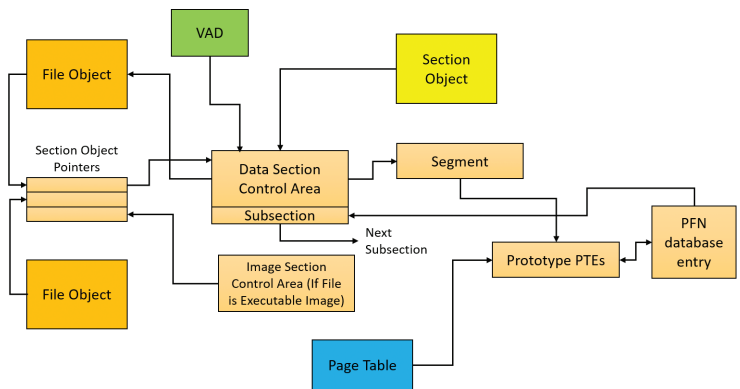 VAD
File Object
Section
Object
Section Object
Pointers
Data Section
Control Area
Segment
Subsection
Next
Subsection
PFN
database
entry
Prototype PTEs
Image Section
Control Area (If File
is Executable Image)
File Object
Page Table